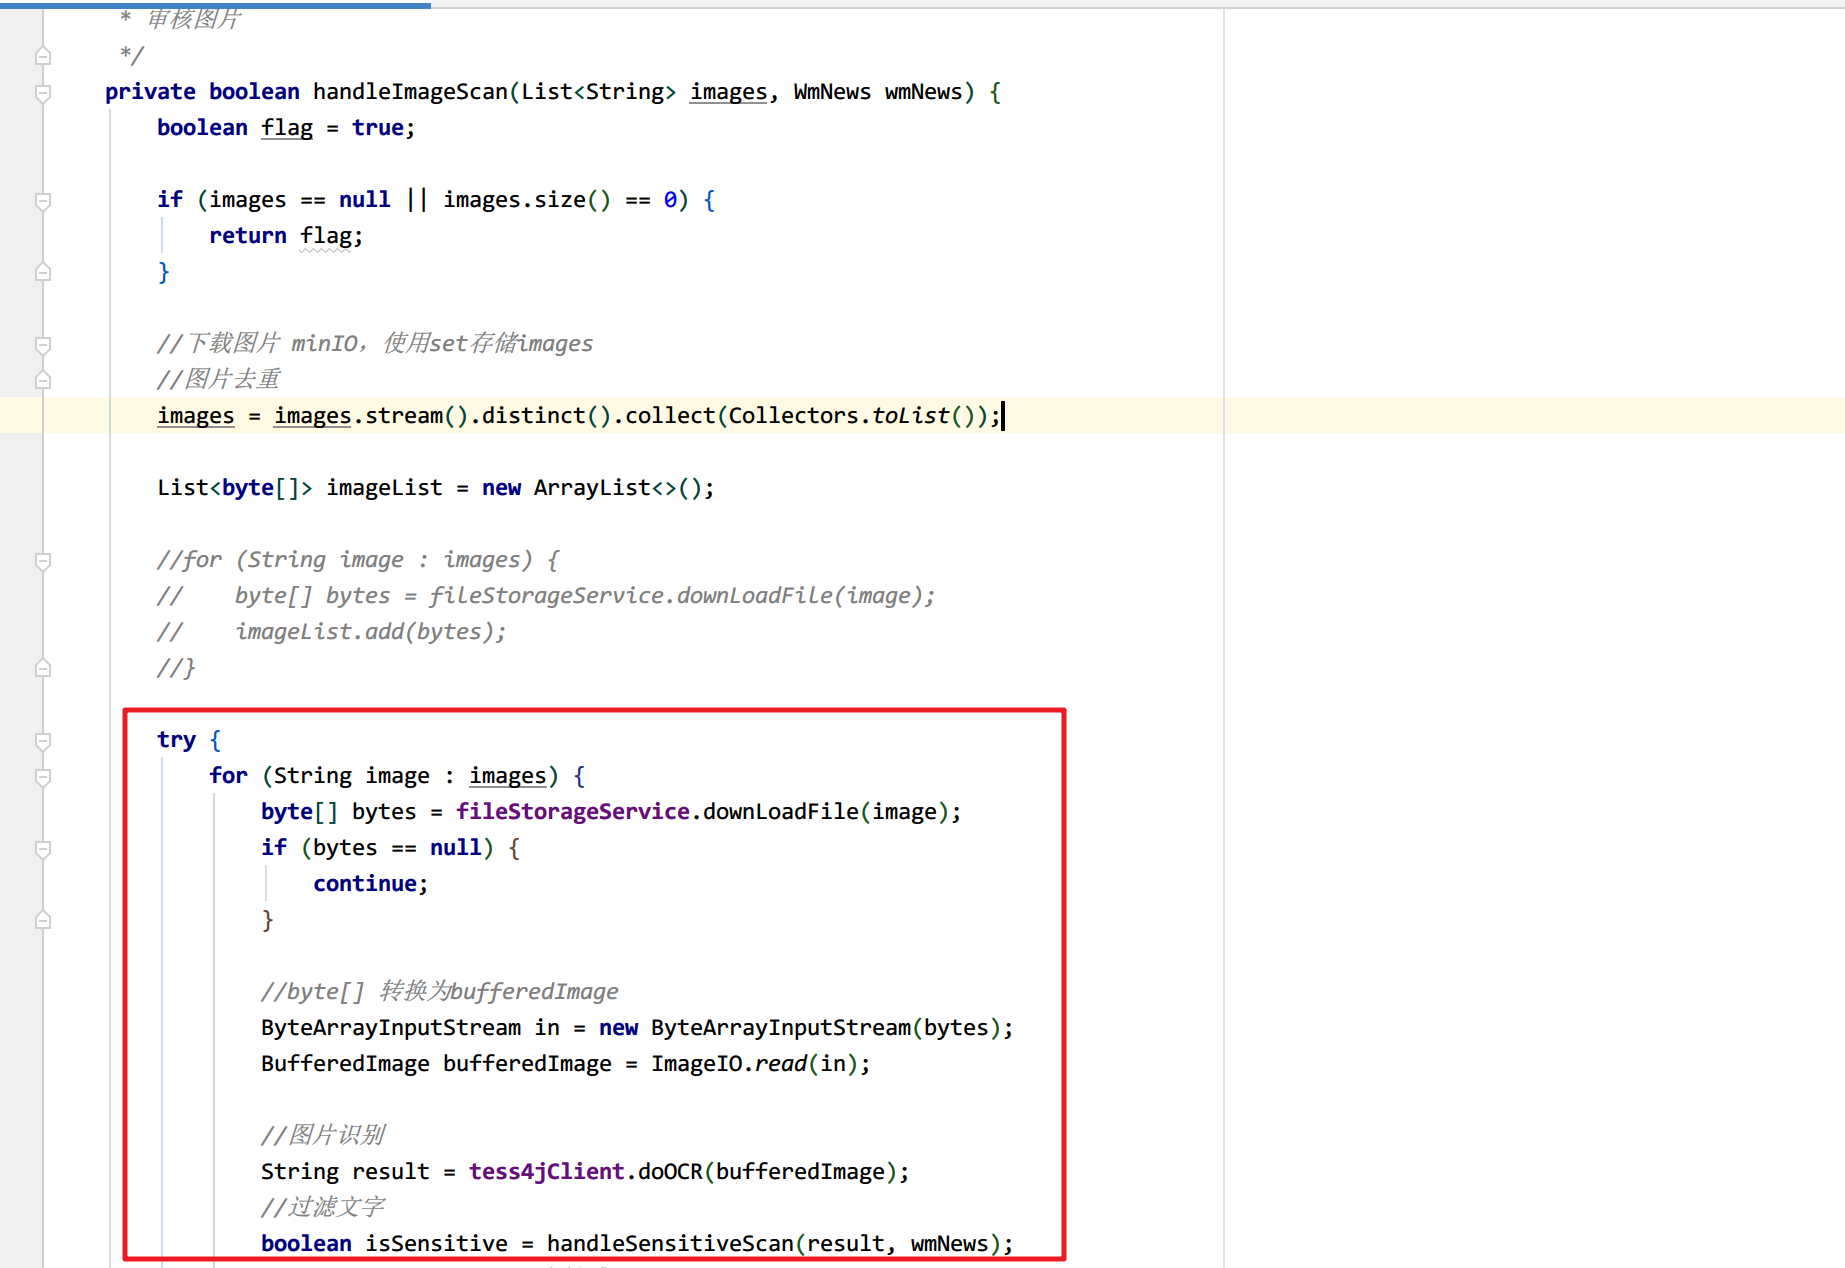 * 审核图片
*/
private boolean handleImageScan(List<String> images, WmNews wmNews) {
boolean flag = true;
if (images == null || images.size() == 0) {
return flag;
}
//下载图片 minIO，使用set存储images
//图片去重
images = images.stream().distinct().collect(Collectors.toList());
List<byte[]> imageList = new ArrayList<>();
//for (String image : images) {
//    byte[] bytes = fileStorageService.downLoadFile(image);
//    imageList.add(bytes);
//}
try {
for (String image : images) {
byte[] bytes = fileStorageService.downLoadFile(image);
if (bytes == null) {
continue;
}
//byte[] 转换为bufferedImage
ByteArrayInputStream in = new ByteArrayInputStream(bytes);
BufferedImage bufferedImage = ImageIO.read(in);
//图片识别
String result = tess4jClient.doOCR(bufferedImage);
//过滤文字
boolean isSensitive = handleSensitiveScan(result, wmNews);